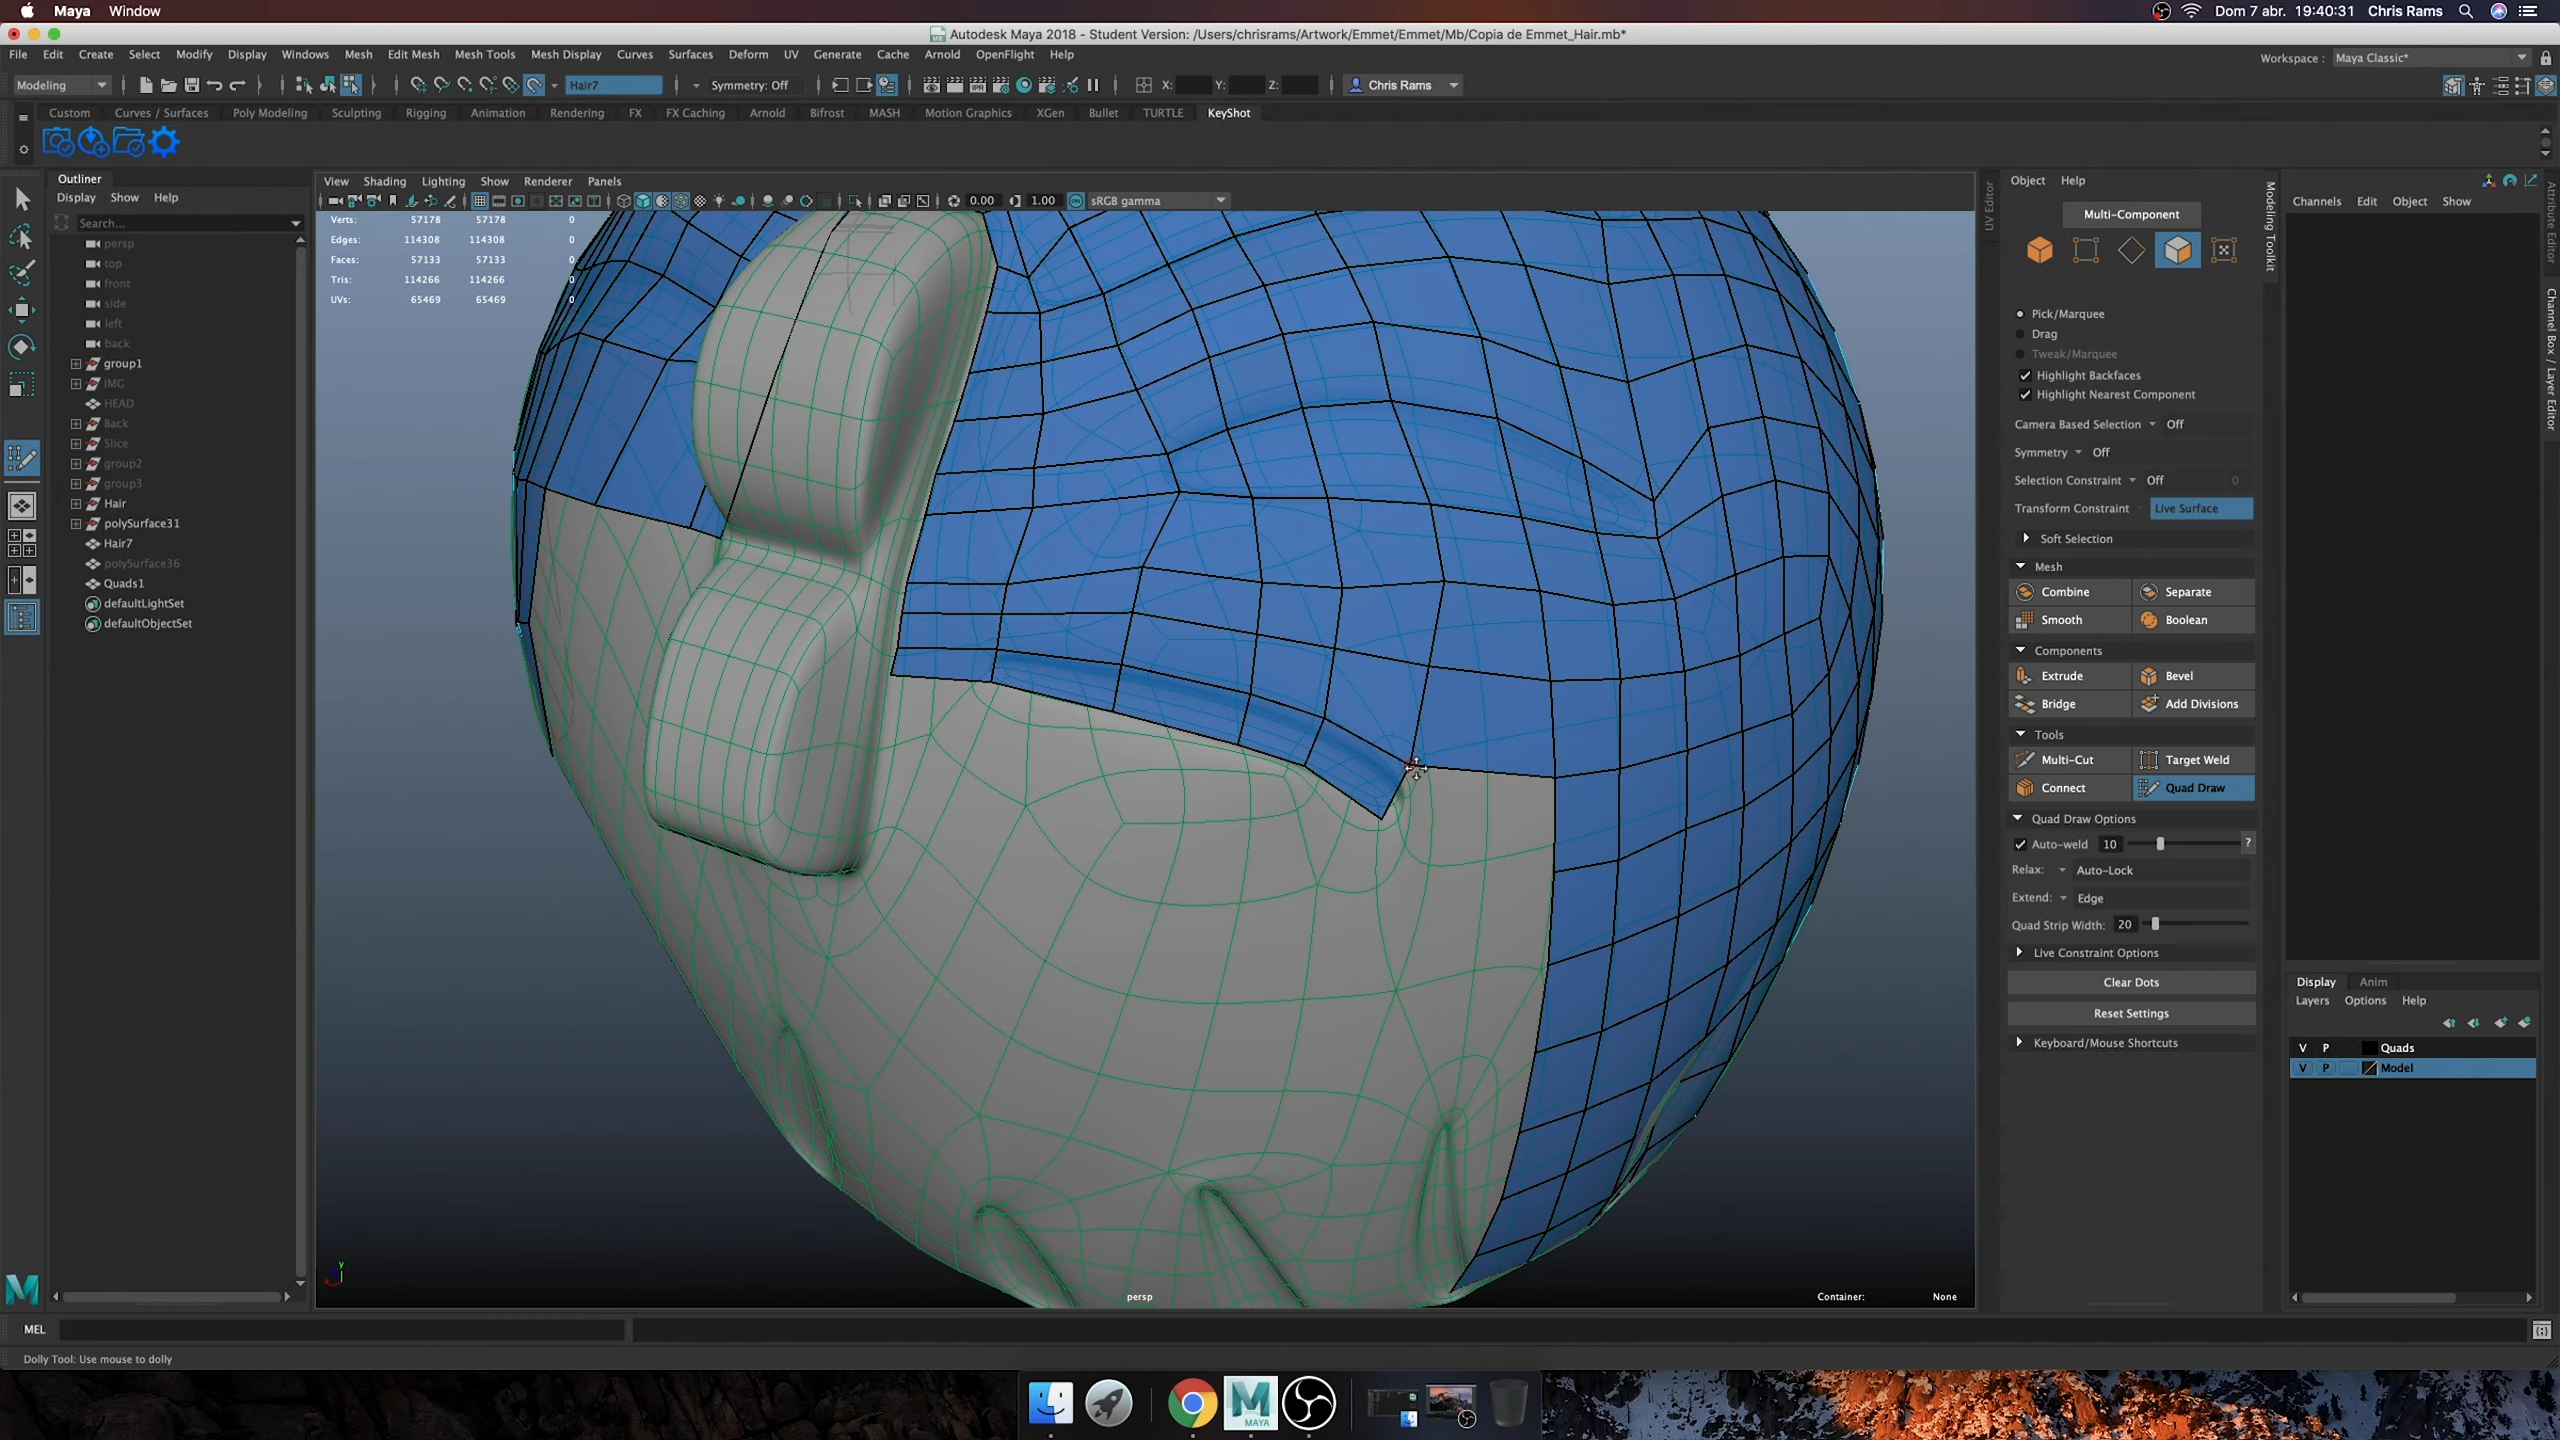 Maya Window Dom 7 abr. 19:40:31 Chris Rams
Autodesk Maya 2018 - Student Version: /Users/chrisrams/Artwork/Emmet/Emmet/Mb/Copia de Emmet_Hair.mb*
File Edit Create Select Modify Display Windows Mesh Edit Mesh Mesh Tools Mesh Display Curves Surfaces Deform UV Generate Cache Arnold OpenFlight Help Workspace : Maya Classic*
Modeling Hair7 Symmetry: Off X: Y: Z: Chris Rams
Custom Curves / Surfaces Poly Modeling Sculpting Rigging Animation Rendering FX FX Caching Arnold Bifrost MASH Motion Graphics XGen Bullet TURTLE KeyShot
Outliner
Display Show Help
Search...
persp
top
front
side
left
back
group1
IMG
HEAD
Back
Slice
group2
group3
Hair
polySurface31
Hair7
polySurface36
Quads1
defaultLightSet
defaultObjectSet
View Shading Lighting Show Renderer Panels
0.00 1.00 sRGB gamma
Verts: 57178 57178 0
Edges: 114308 114308 0
Faces: 57133 57133 0
Tris: 114266 114266 0
UVs: 65469 65469 0
persp
Container: None
UV Editor
Object Help
Multi-Component
Pick/Marquee
Drag
Tweak/Marquee
Highlight Backfaces
Highlight Nearest Component
Camera Based Selection Off
Symmetry Off
Selection Constraint Off 0
Transform Constraint Live Surface
Soft Selection
Mesh
Combine Separate
Smooth Boolean
Components
Extrude Bevel
Bridge Add Divisions
Tools
Multi-Cut Target Weld
Connect Quad Draw
Quad Draw Options
Auto-weld 10 ?
Relax: Auto-Lock
Extend: Edge
Quad Strip Width: 20
Live Constraint Options
Clear Dots
Reset Settings
Keyboard/Mouse Shortcuts
Modeling Toolkit
Channels Edit Object Show
Attribute Editor
Channel Box / Layer Editor
Display Anim
Layers Options Help
V P Quads
V P Model
MEL
Dolly Tool: Use mouse to dolly
MAYA